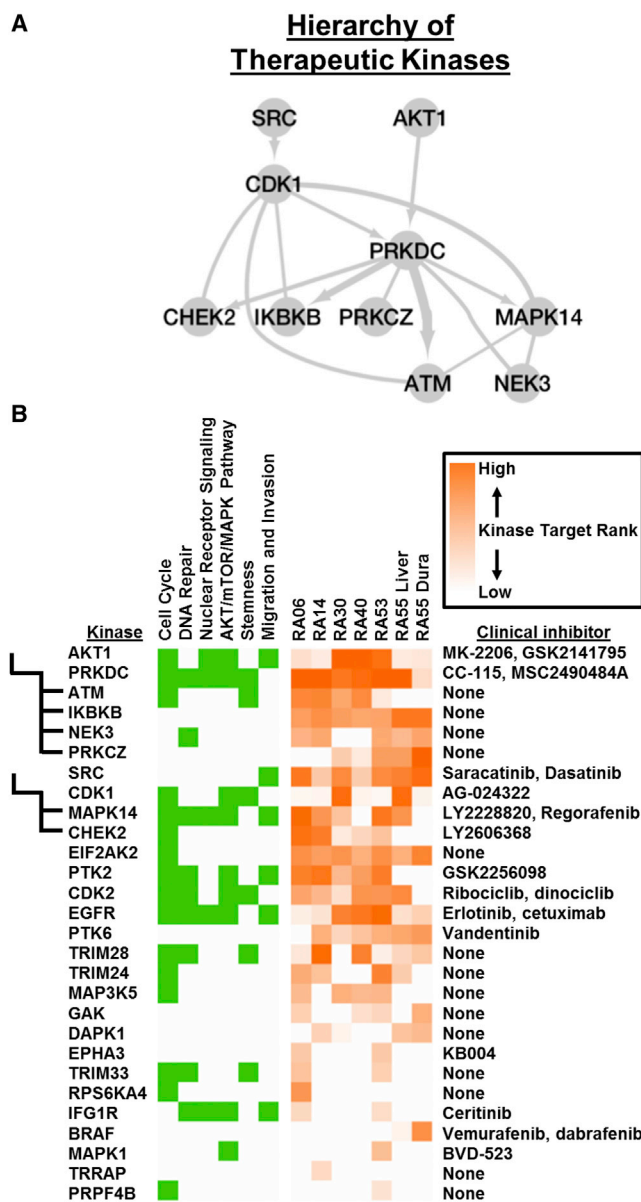 A
Hierarchy of
Therapeutic Kinases
SRC
AKT1
CDK1
PRKDC
CHEK2
IKBKB
PRKCZ
MAPK14
ATM
NEK3
B
Cell Cycle
DNA Repair
Nuclear Receptor Signaling
AKT/mTOR/MAPK Pathway
Stemness
Migration and Invasion
RA06
RA14
RA30
RA40
RA53
RA55 Liver
RA55 Dura
High
Kinase Target Rank
Low
Kinase
Clinical inhibitor
AKT1 MK-2206, GSK2141795
PRKDC CC-115, MSC2490484A
ATM None
IKBKB None
NEK3 None
PRKCZ None
SRC Saracatinib, Dasatinib
CDK1 AG-024322
MAPK14 LY2228820, Regorafenib
CHEK2 LY2606368
EIF2AK2 None
PTK2 GSK2256098
CDK2 Ribociclib, dinociclib
EGFR Erlotinib, cetuximab
PTK6 Vandentinib
TRIM28 None
TRIM24 None
MAP3K5 None
GAK None
DAPK1 None
EPHA3 KB004
TRIM33 None
RPS6KA4 None
IFG1R Ceritinib
BRAF Vemurafenib, dabrafenib
MAPK1 BVD-523
TRRAP None
PRPF4B None